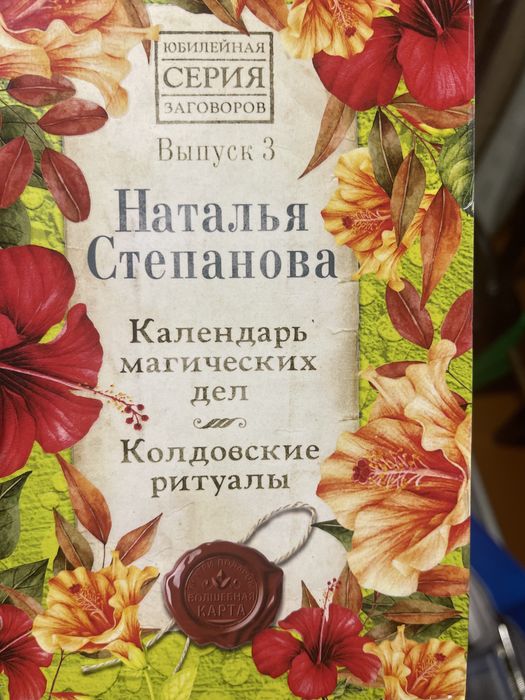 ЮБИЛЕЙНАЯ
СЕРИЯ
ЗАГОВОРОВ
Выпуск 3
НАТАЛЬЯ
СТЕПАНОВА
Календарь
магических
дел
Колдовские
ритуалы
ВОЛШЕБНАЯ
КАРТА